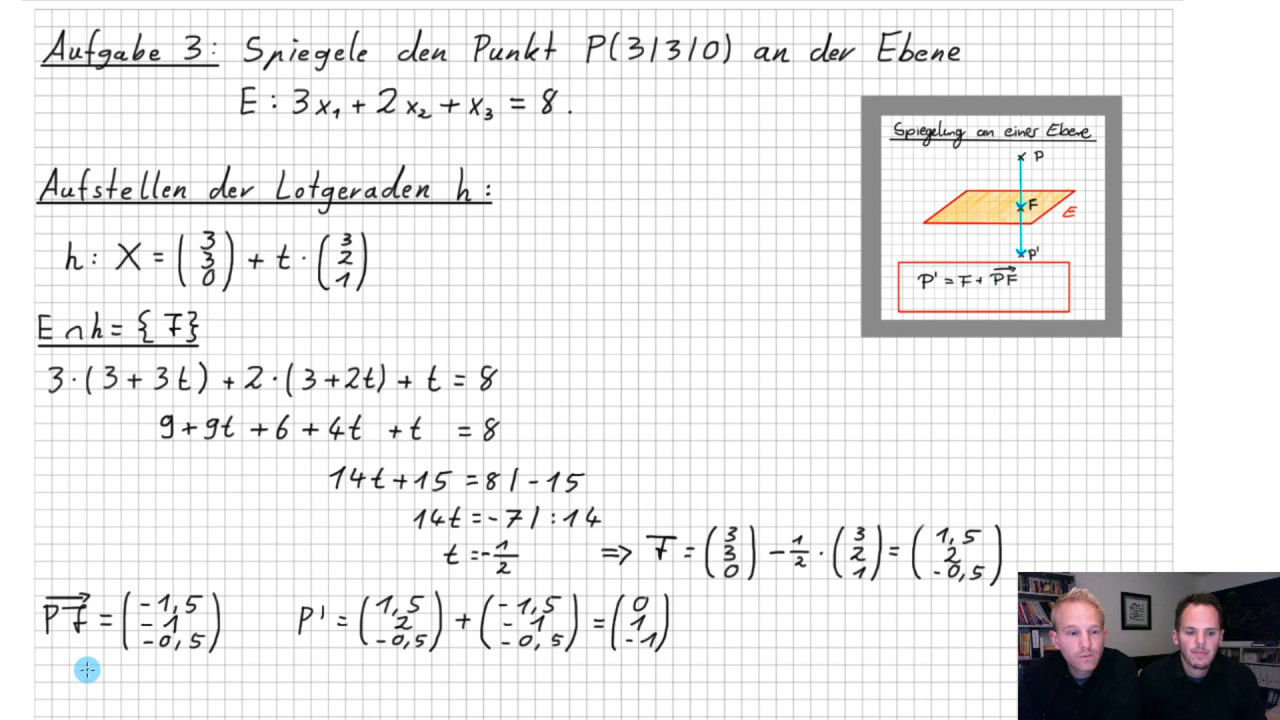 Aufgabe 3: Spiegele den Punkt P(3|3|0) an der Ebene
E: 3x₁ + 2x₂ + x₃ = 8.
Spiegelung an einer Ebene
P
F
E
P'
P' = F + \overrightarrow{PF}
Aufstellen der Lotgeraden h:
h: X = (3 3 0) + t · (3 2 1)
E ∩ h = {F}
3·(3 + 3t) + 2·(3 + 2t) + t = 8
9 + 9t + 6 + 4t + t = 8
14t + 15 = 8 | -15
14t = -7 | :14
t = -1/2 ⇒ F = (3 3 0) - 1/2 · (3 2 1) = (1,5 2 -0,5)
\overrightarrow{PF} = (-1,5 -1 -0,5) P' = (1,5 2 -0,5) + (-1,5 -1 -0,5) = (0 1 -1)